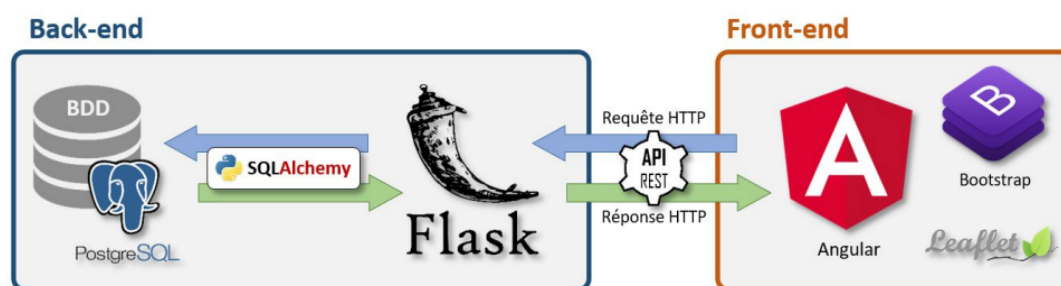 Back-end
Front-end
BDD
PostgreSQL
SQLAlchemy
Flask
Requête HTTP
API
REST
Réponse HTTP
A
Angular
B
Bootstrap
Leaflet